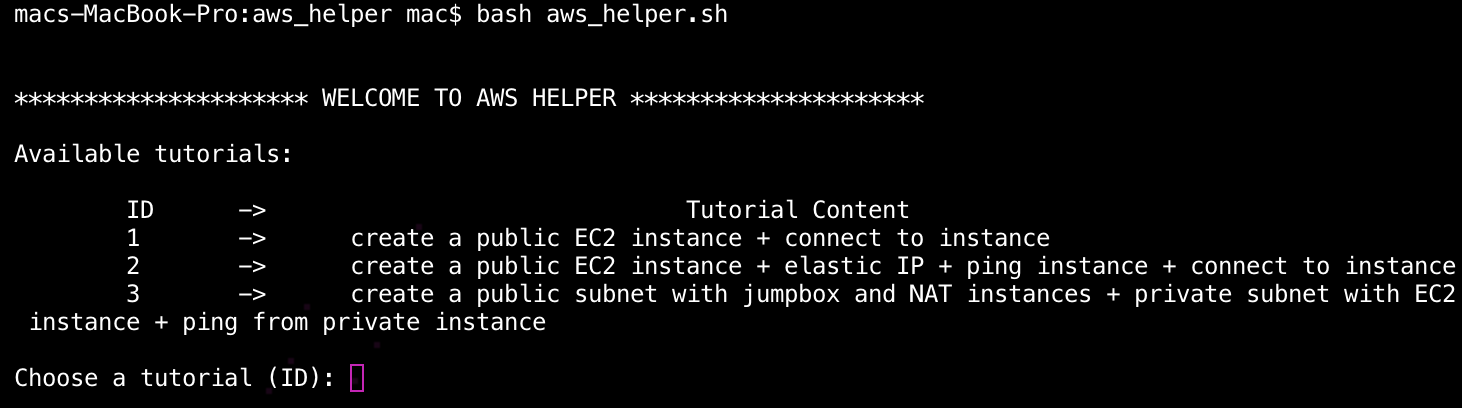 macs-MacBook-Pro:aws_helper mac$ bash aws_helper.sh
********************* WELCOME TO AWS HELPER *********************
Available tutorials:
ID -> Tutorial Content
1 -> create a public EC2 instance + connect to instance
2 -> create a public EC2 instance + elastic IP + ping instance + connect to instance
3 -> create a public subnet with jumpbox and NAT instances + private subnet with EC2
instance + ping from private instance
Choose a tutorial (ID):